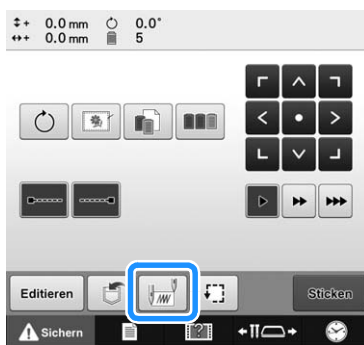 + 0.0 mm 0.0°
+ 0.0 mm 5
Editieren Sticken
Sichern ?